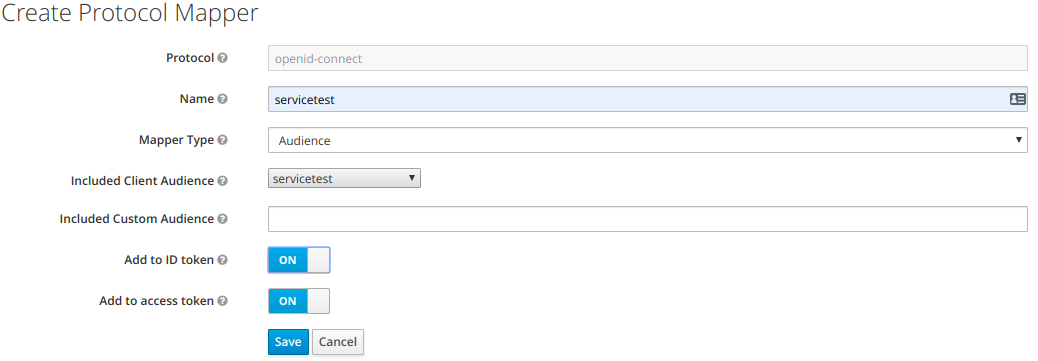 Create Protocol Mapper
Protocol ?
openid-connect
Name ?
servicetest
Mapper Type ?
Audience
Included Client Audience ?
servicetest
Included Custom Audience ?
Add to ID token ?
ON
Add to access token ?
ON
Save Cancel